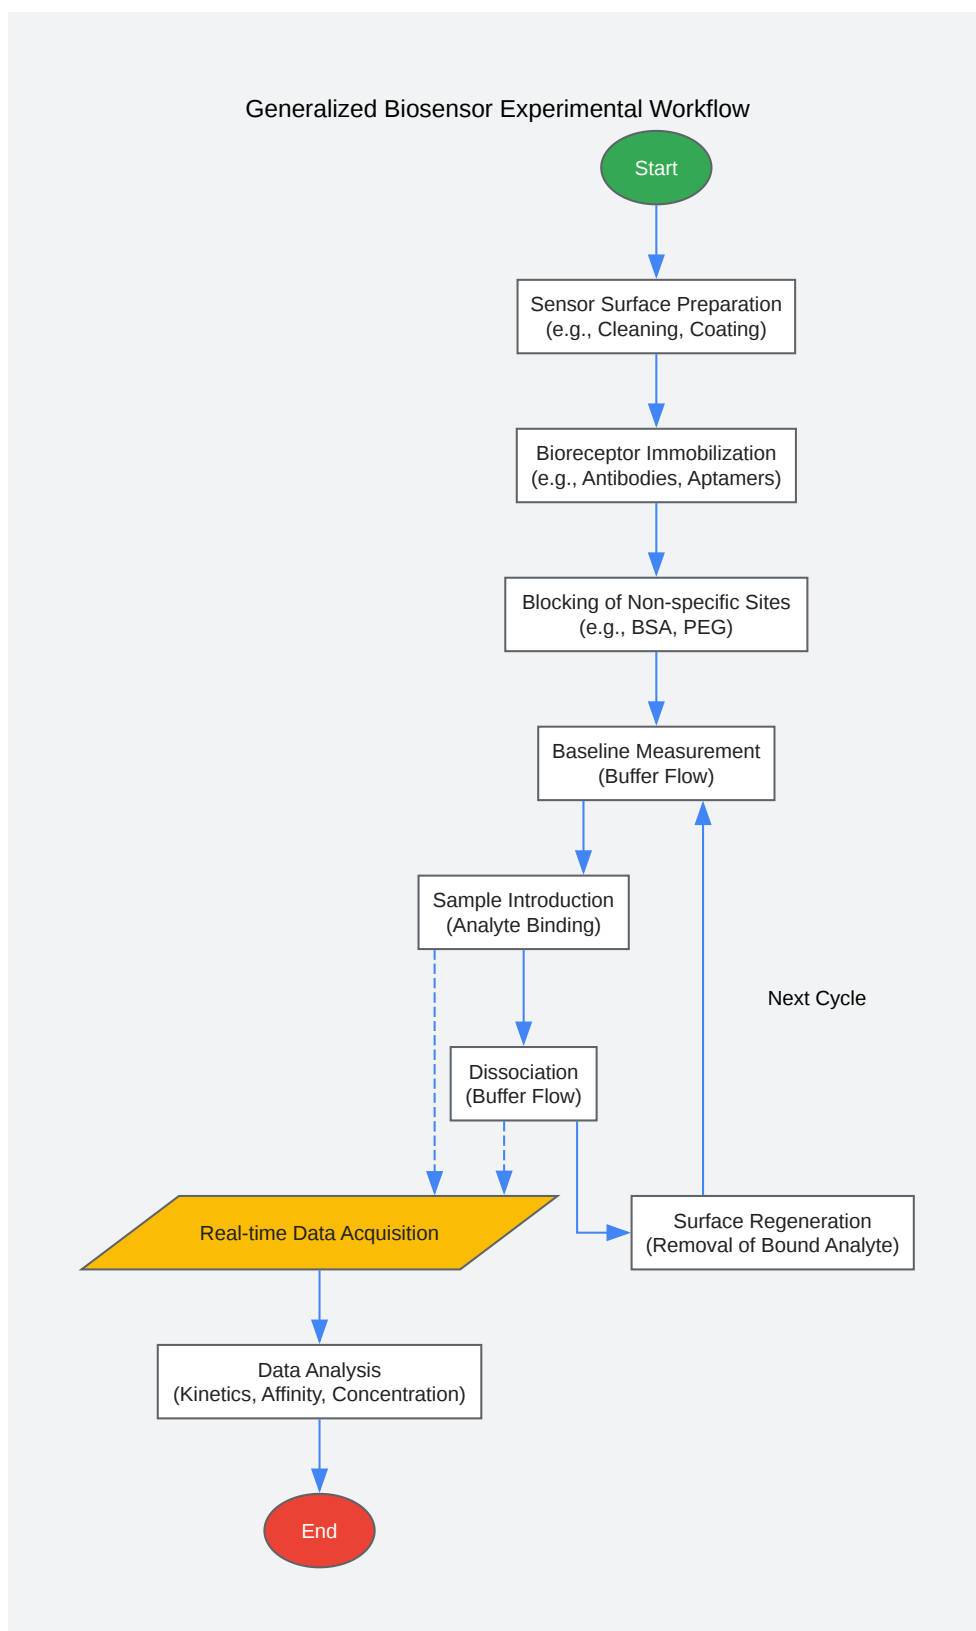 Generalized Biosensor Experimental Workflow
Start
Sensor Surface Preparation
(e.g., Cleaning, Coating)
Bioreceptor Immobilization
(e.g., Antibodies, Aptamers)
Blocking of Non-specific Sites
(e.g., BSA, PEG)
Baseline Measurement
(Buffer Flow)
Sample Introduction
(Analyte Binding)
Next Cycle
Dissociation
(Buffer Flow)
Real-time Data Acquisition
Surface Regeneration
(Removal of Bound Analyte)
Data Analysis
(Kinetics, Affinity, Concentration)
End